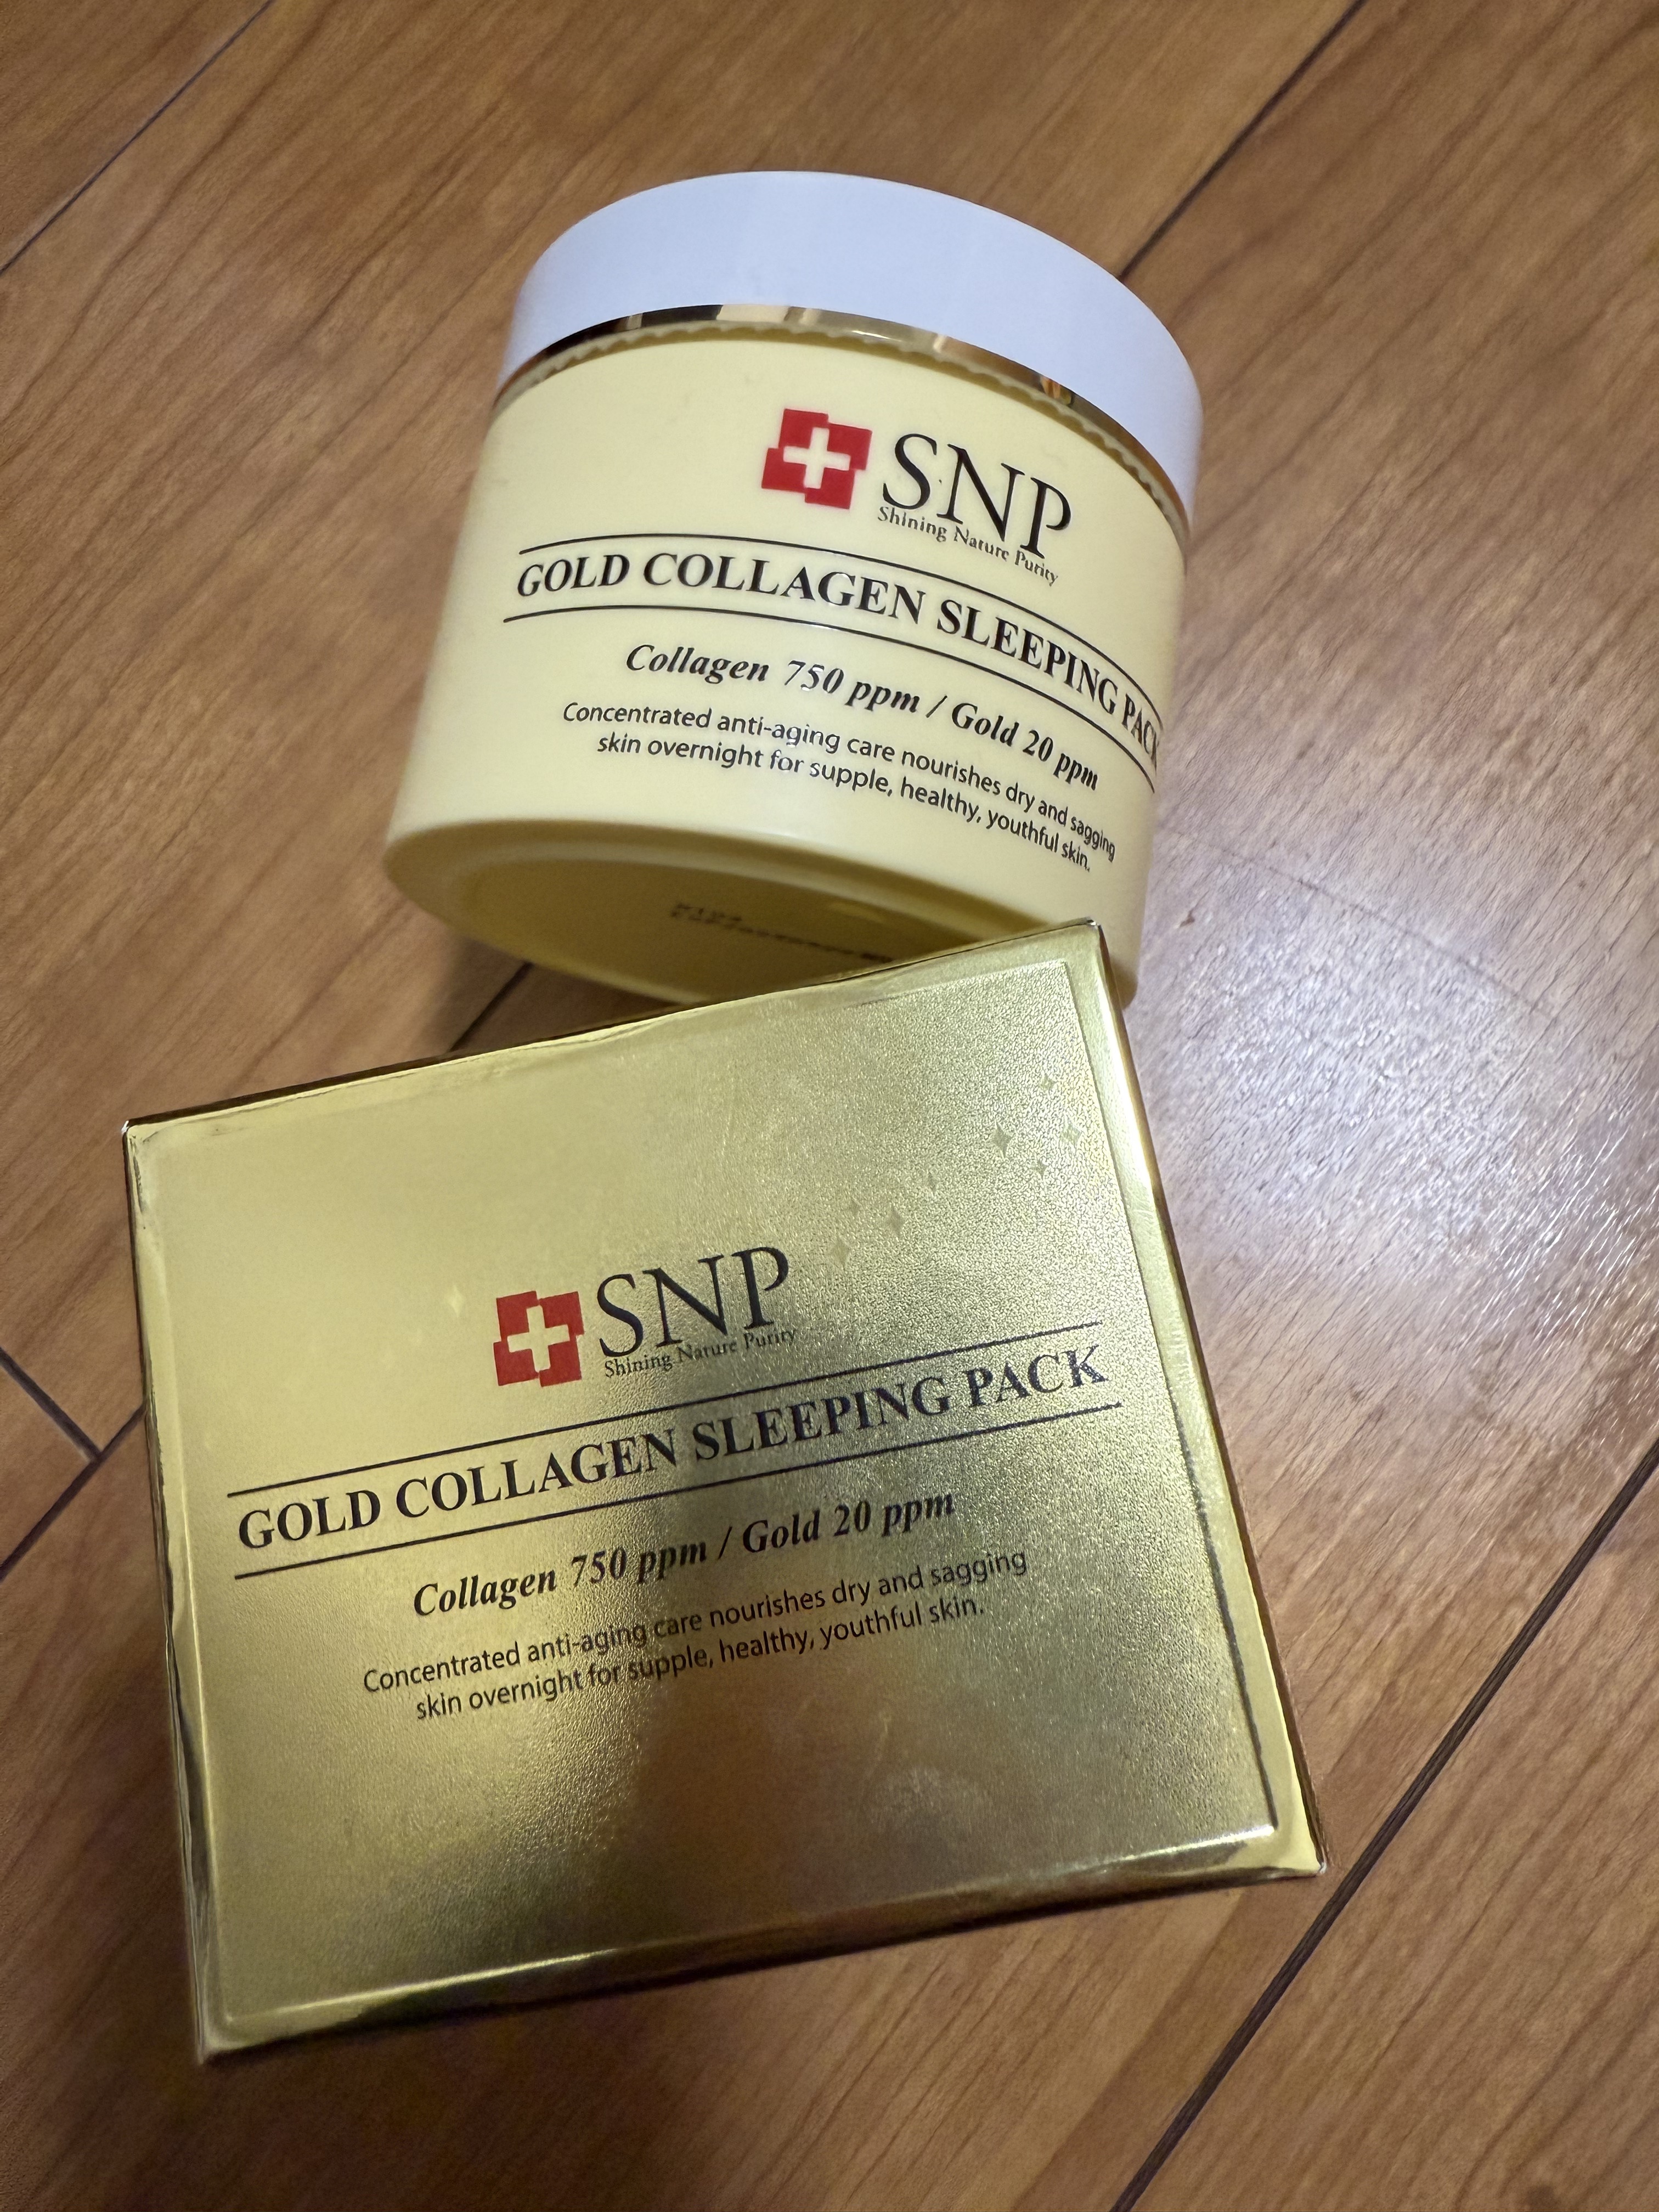 SNP
Shining Nature Purity
GOLD COLLAGEN SLEEPING PACK
Collagen 750 ppm / Gold 20 ppm
Concentrated anti-aging care nourishes dry and sagging
skin overnight for supple, healthy, youthful skin.
SNP
Shining Nature Purity
GOLD COLLAGEN SLEEPING PACK
Collagen 750 ppm / Gold 20 ppm
Concentrated anti-aging care nourishes dry and sagging
skin overnight for supple, healthy, youthful skin.